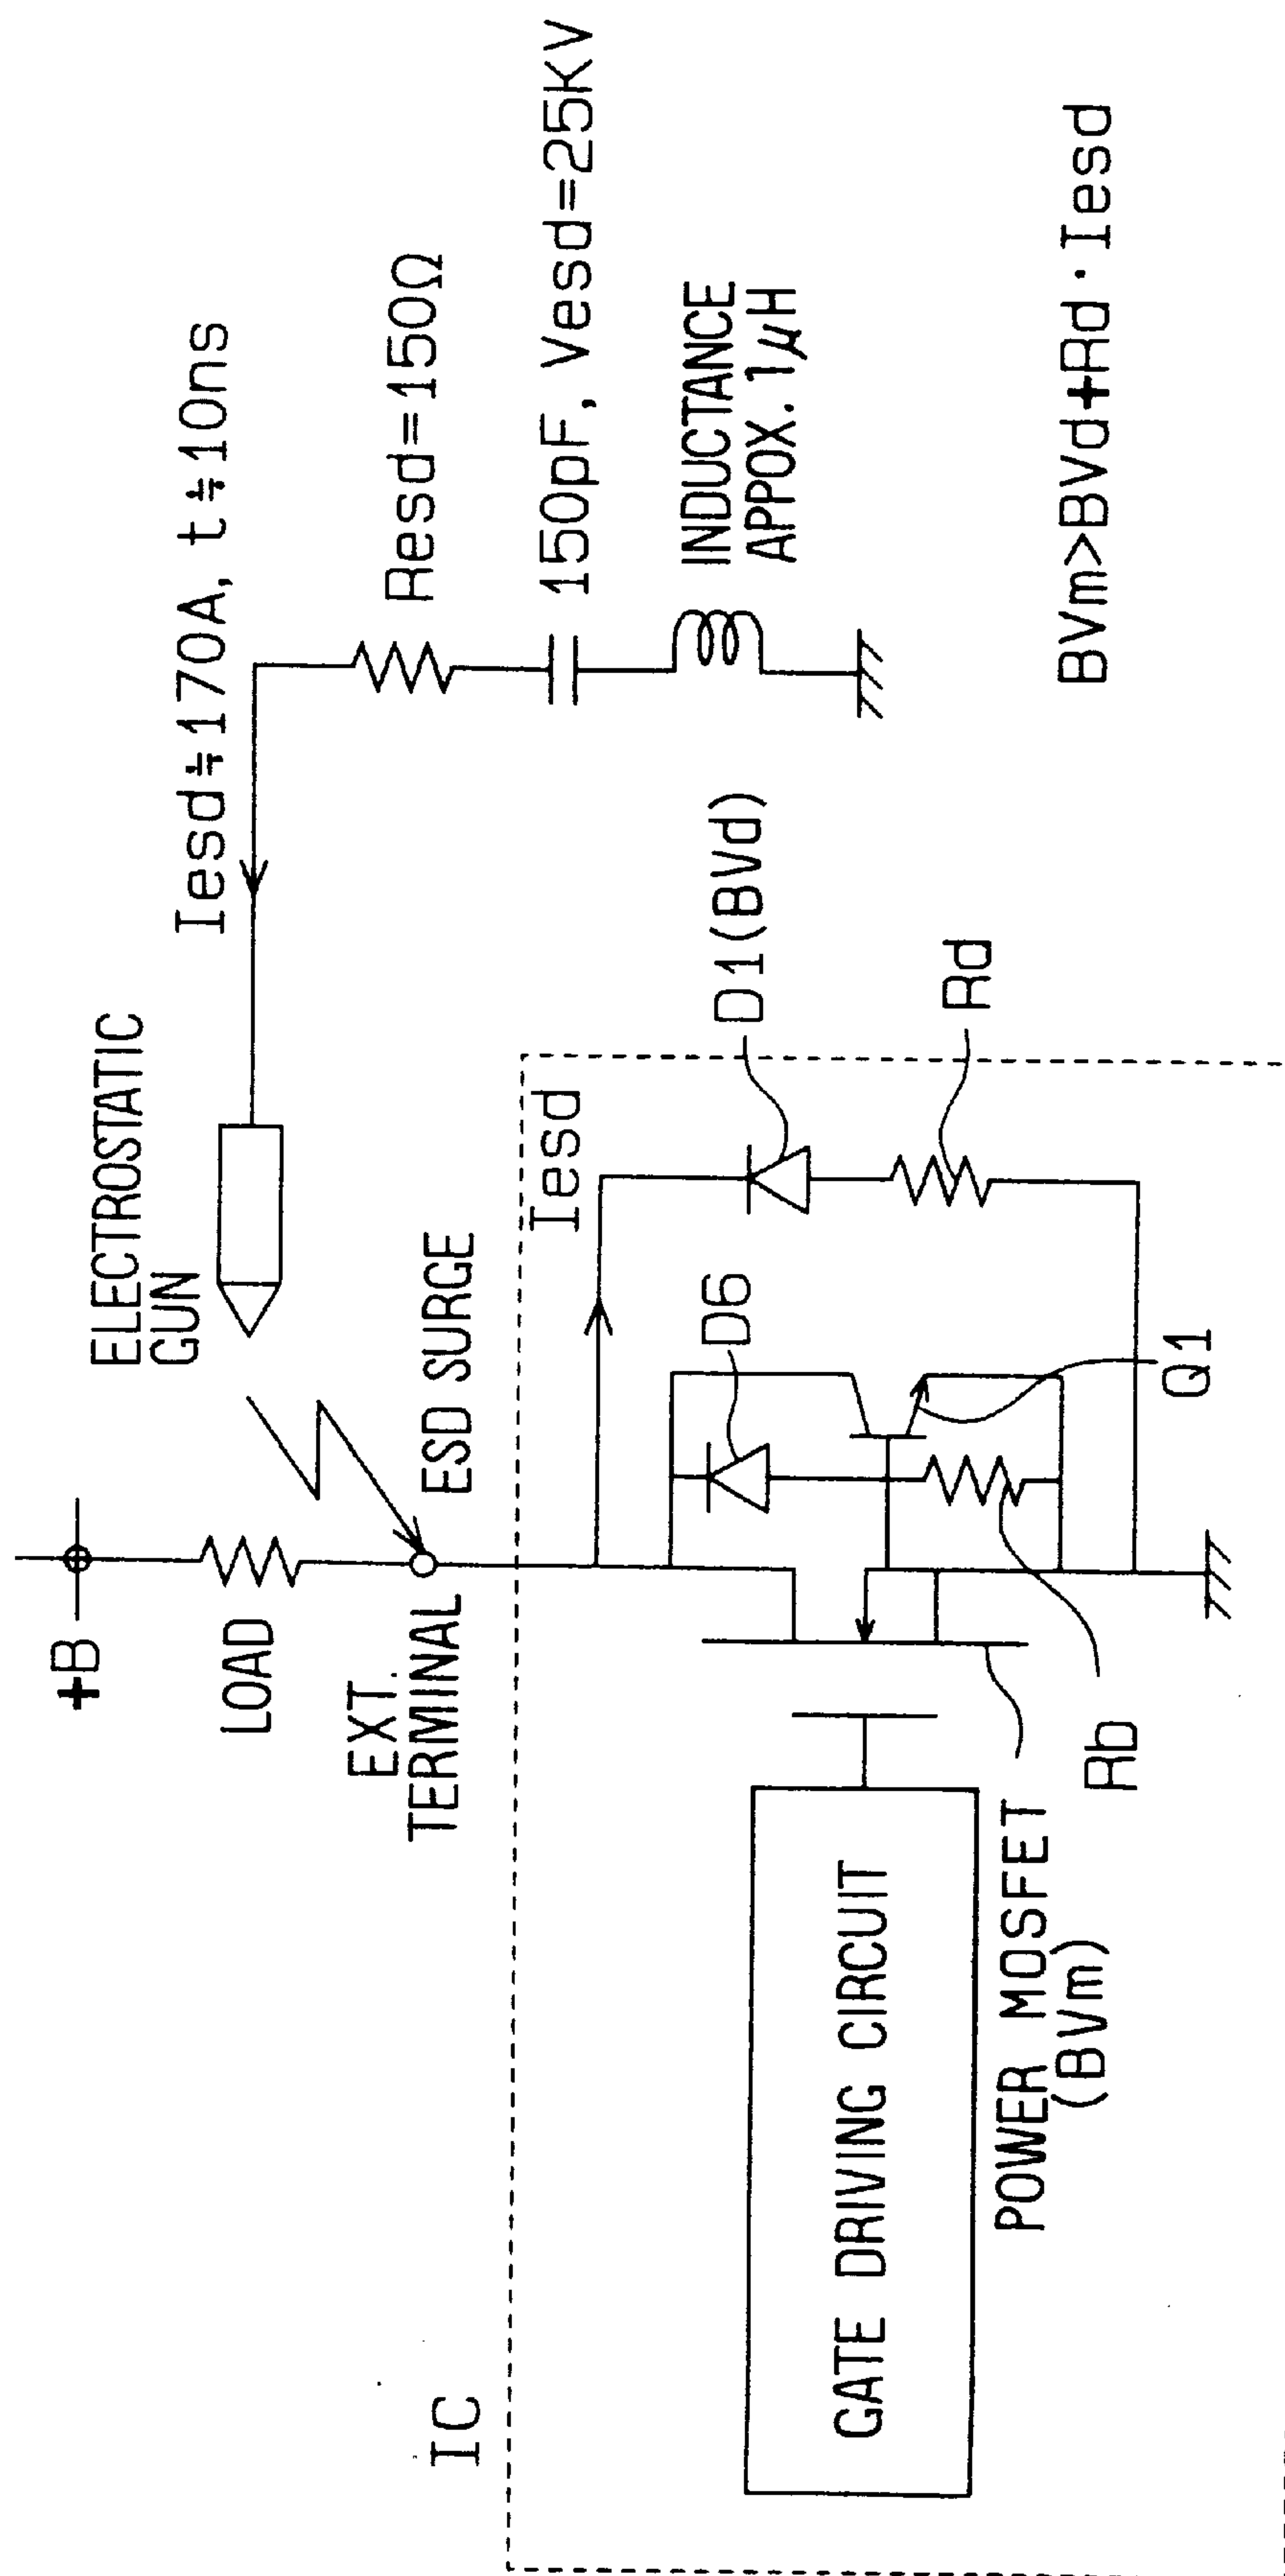 +B
LOAD
EXT.
TERMINAL
ELECTROSTATIC
GUN
ESD SURGE
Iesd≒170A, t≒10ns
Resd=150Ω
150pF, Vesd=25KV
INDUCTANCE
APPOX. 1μH
IC
GATE DRIVING CIRCUIT
POWER MOSFET
(BVm)
Rb
D6
Q1
Iesd
D1(BVd)
Rd
BVm>BVd+Rd·Iesd